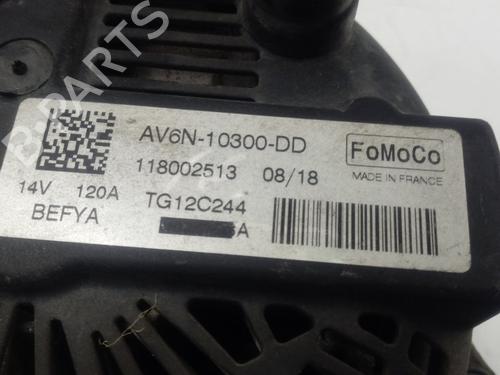 B-PARTS
AV6N-10300-DD
FoMoCo
118002513 08/18
MADE IN FRANCE
14V 120A TG12C244
BEFYA